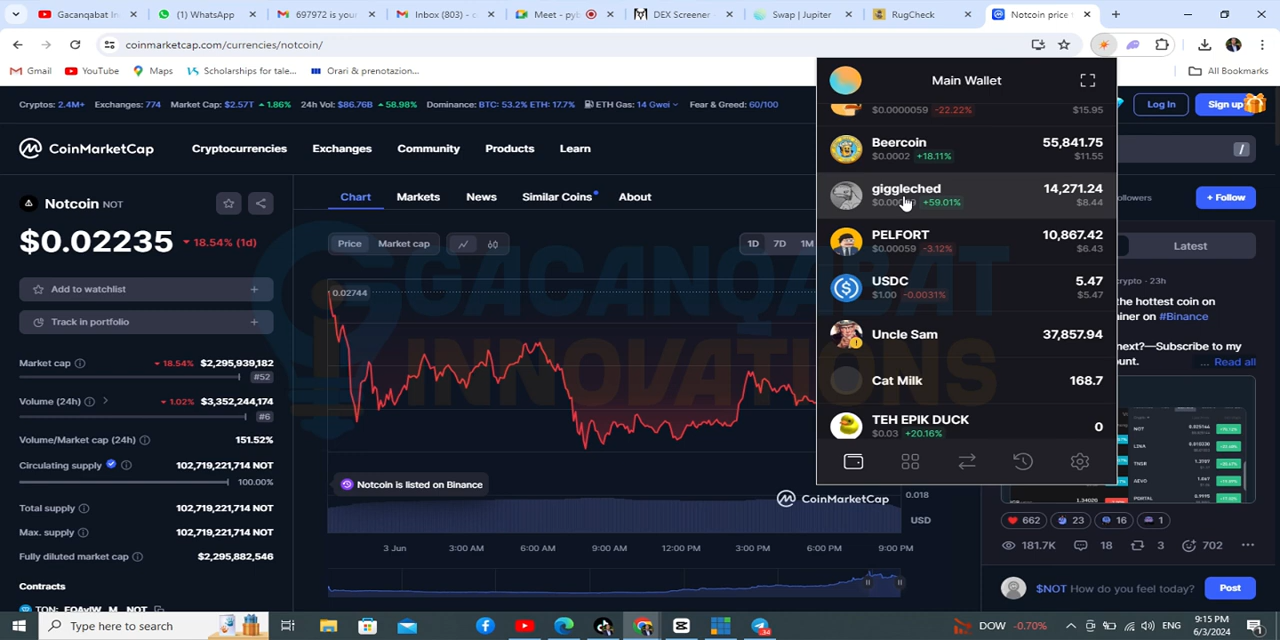 Gacanqabat In
(1) WhatsApp
697972 is your
Inbox (803) - c
Meet - pyb
DEX Screener
Swap | Jupiter
RugCheck
Notcoin price t
coinmarketcap.com/currencies/notcoin/
Gmail
YouTube
Maps
Scholarships for tale...
Orari & prenotazion...
All Bookmarks
Cryptos: 2.4M+ Exchanges: 774 Market Cap: $2.57T 1.86% 24h Vol: $86.76B 58.98% Dominance: BTC: 53.2% ETH: 17.7% ETH Gas: 14 Gwei Fear & Greed: 60/100
Log In
Sign up
CoinMarketCap
Cryptocurrencies
Exchanges
Community
Products
Learn
/
Notcoin NOT
$0.02235 18.54% (1d)
Add to watchlist +
Track in portfolio +
Market cap 18.54% $2,295,939,182
#52
Volume (24h) 1.02% $3,352,244,174
#6
Volume/Market cap (24h) 151.52%
Circulating supply 102,719,221,714 NOT
100.00%
Total supply 102,719,221,714 NOT
Max. supply 102,719,221,714 NOT
Fully diluted market cap $2,295,882,546
Contracts
Chart
Markets
News
Similar Coins
About
Price
Market cap
1D
7D
1M
0.02744
GACANQABAT
INNOVATIONS
Notcoin is listed on Binance
CoinMarketCap
0.018
USD
3 Jun
3:00 AM
6:00 AM
9:00 AM
12:00 PM
3:00 PM
6:00 PM
9:00 PM
Main Wallet
$0.0000059 -22.22% $15.95
Beercoin 55,841.75
$0.0002 +18.11% $11.55
giggleched 14,271.24
+59.01% $8.44
PELFORT 10,867.42
$0.00059 -3.12% $6.43
USDC 5.47
$1.00 -0.0031% $5.47
Uncle Sam 37,857.94
Cat Milk 168.7
TEH EPIK DUCK 0
$0.03 +20.16%
ollowers
+ Follow
Latest
crypto · 23h
the hottest coin on
iner on #Binance
next?—Subscribe to my
unt.
... Read all
662
23
16
1
181.7K
18
3
702
$NOT How do you feel today?
Post
Type here to search
DOW -0.70%
ENG
9:15 PM
6/3/2024